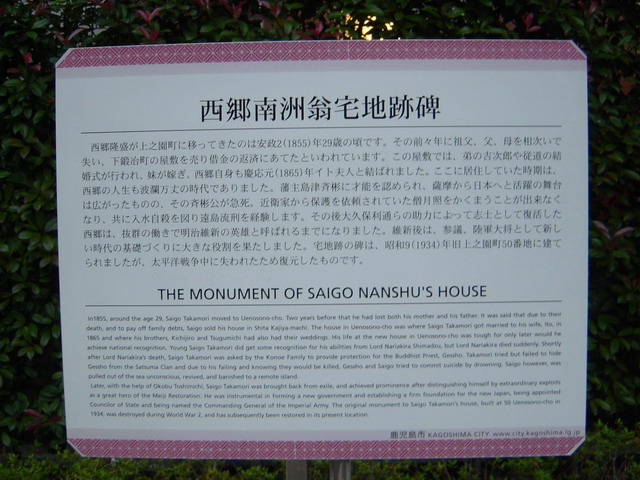 西郷南洲翁宅地跡碑
西郷隆盛が上之園町に移ってきたのは安政2(1855)年29歳の頃です。その前々年に祖父、父、母を相次いで
失い、下鍛冶町の屋敷を売り借金の返済にあてたといわれています。この屋敷では、弟の吉次郎や従道の結
婚式が行われ、妹が嫁ぎ、西郷自身も慶応元(1865)年イト夫人と結ばれました。ここに居住していた時期は、
西郷の人生も波瀾万丈の時代でありました。藩主島津斉彬に才能を認められ、薩摩から日本へと活躍の舞台
は広がったものの、その斉彬公が急死。近衛家から保護を依頼されていた僧月照をかくまうことが出来なく
なり、共に入水自殺を図り遠島流刑を経験します。その後大久保利通らの助力によって志士として復活した
西郷は、抜群の働きで明治維新の英雄と呼ばれるまでになりました。維新後は、参議、陸軍大将として新し
い時代の基礎づくりに大きな役割を果たしました。宅地跡の碑は、昭和9(1934)年旧上之園町50番地に建て
られましたが、太平洋戦争中に失われたため復元したものです。
THE MONUMENT OF SAIGO NANSHU'S HOUSE
In1855, around the age 29, Saigo Takamori moved to Uenosono-cho. Two years before that he had lost both his mother and his father. It was said that due to their
death, and to pay off family debts, Saigo sold his house in Shita Kajiya-machi. The house in Uenosono-cho was where Saigo Takamori got married to his wife, Ito, in
1865 and where his brothers, Kichijiro and Tsugumichi had also had their weddings. His life at the new house in Uenosono-cho was tough for only later would he
achieve national recognition. Young Saigo Takamori did get some recognition for his abilities from Lord Nariakira Shimadzu, but Lord Nariakira died suddenly. Shortly
after Lord Nariakira's death, Saigo Takamori was asked by the Konoe Family to provide protection for the Buddhist Priest, Gessho. Takamori tried but failed to hide
Gessho from the Satsuma Clan and due to his failing and knowing they would be killed, Gessho and Saigo tried to commit suicide by drowning. Saigo however, was
pulled out of the sea unconscious, revived, and banished to a remote island.
Later, with the help of Okubo Toshimichi, Saigo Takamori was brought back from exile, and achieved prominence after distinguishing himself by extraordinary exploits
as a great hero of the Meiji Restoration. He was instrumental in forming a new government and establishing a firm foundation for the new Japan, being appointed
Councilor of State and being named the Commanding General of the Imperial Army. The original monument to Saigo Takamori's house, built at 50 Uenosono-cho in
1934, was destroyed during World War 2, and has subsequently been restored in its present location.
鹿児島市 KAGOSHIMA CITY www.city.kagoshima.lg.jp